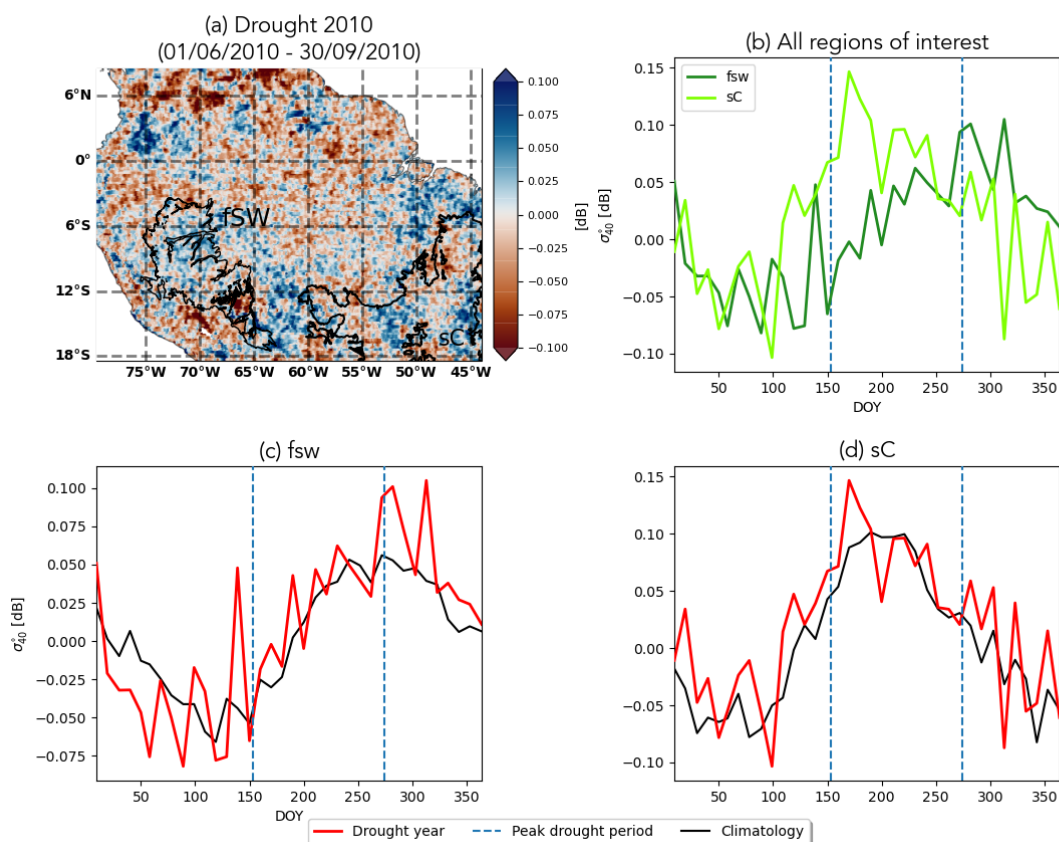 (a) Drought 2010
(01/06/2010 - 30/09/2010)
6°N
0°
6°S
12°S
18°S
75°W 70°W 65°W 60°W 55°W 50°W 45°W
fSW
sC
0.100
0.075
0.050
0.025
0.000
−0.025
−0.050
−0.075
−0.100
[dB]
(b) All regions of interest
fsw
sC
0.15
0.10
0.05
0.00
−0.05
−0.10
σ°40 [dB]
50 100 150 200 250 300 350
DOY
(c) fsw
0.100
0.075
0.050
0.025
0.000
−0.025
−0.050
−0.075
σ°40 [dB]
50 100 150 200 250 300 350
DOY
(d) sC
0.15
0.10
0.05
0.00
−0.05
−0.10
50 100 150 200 250 300 350
DOY
Drought year Peak drought period Climatology